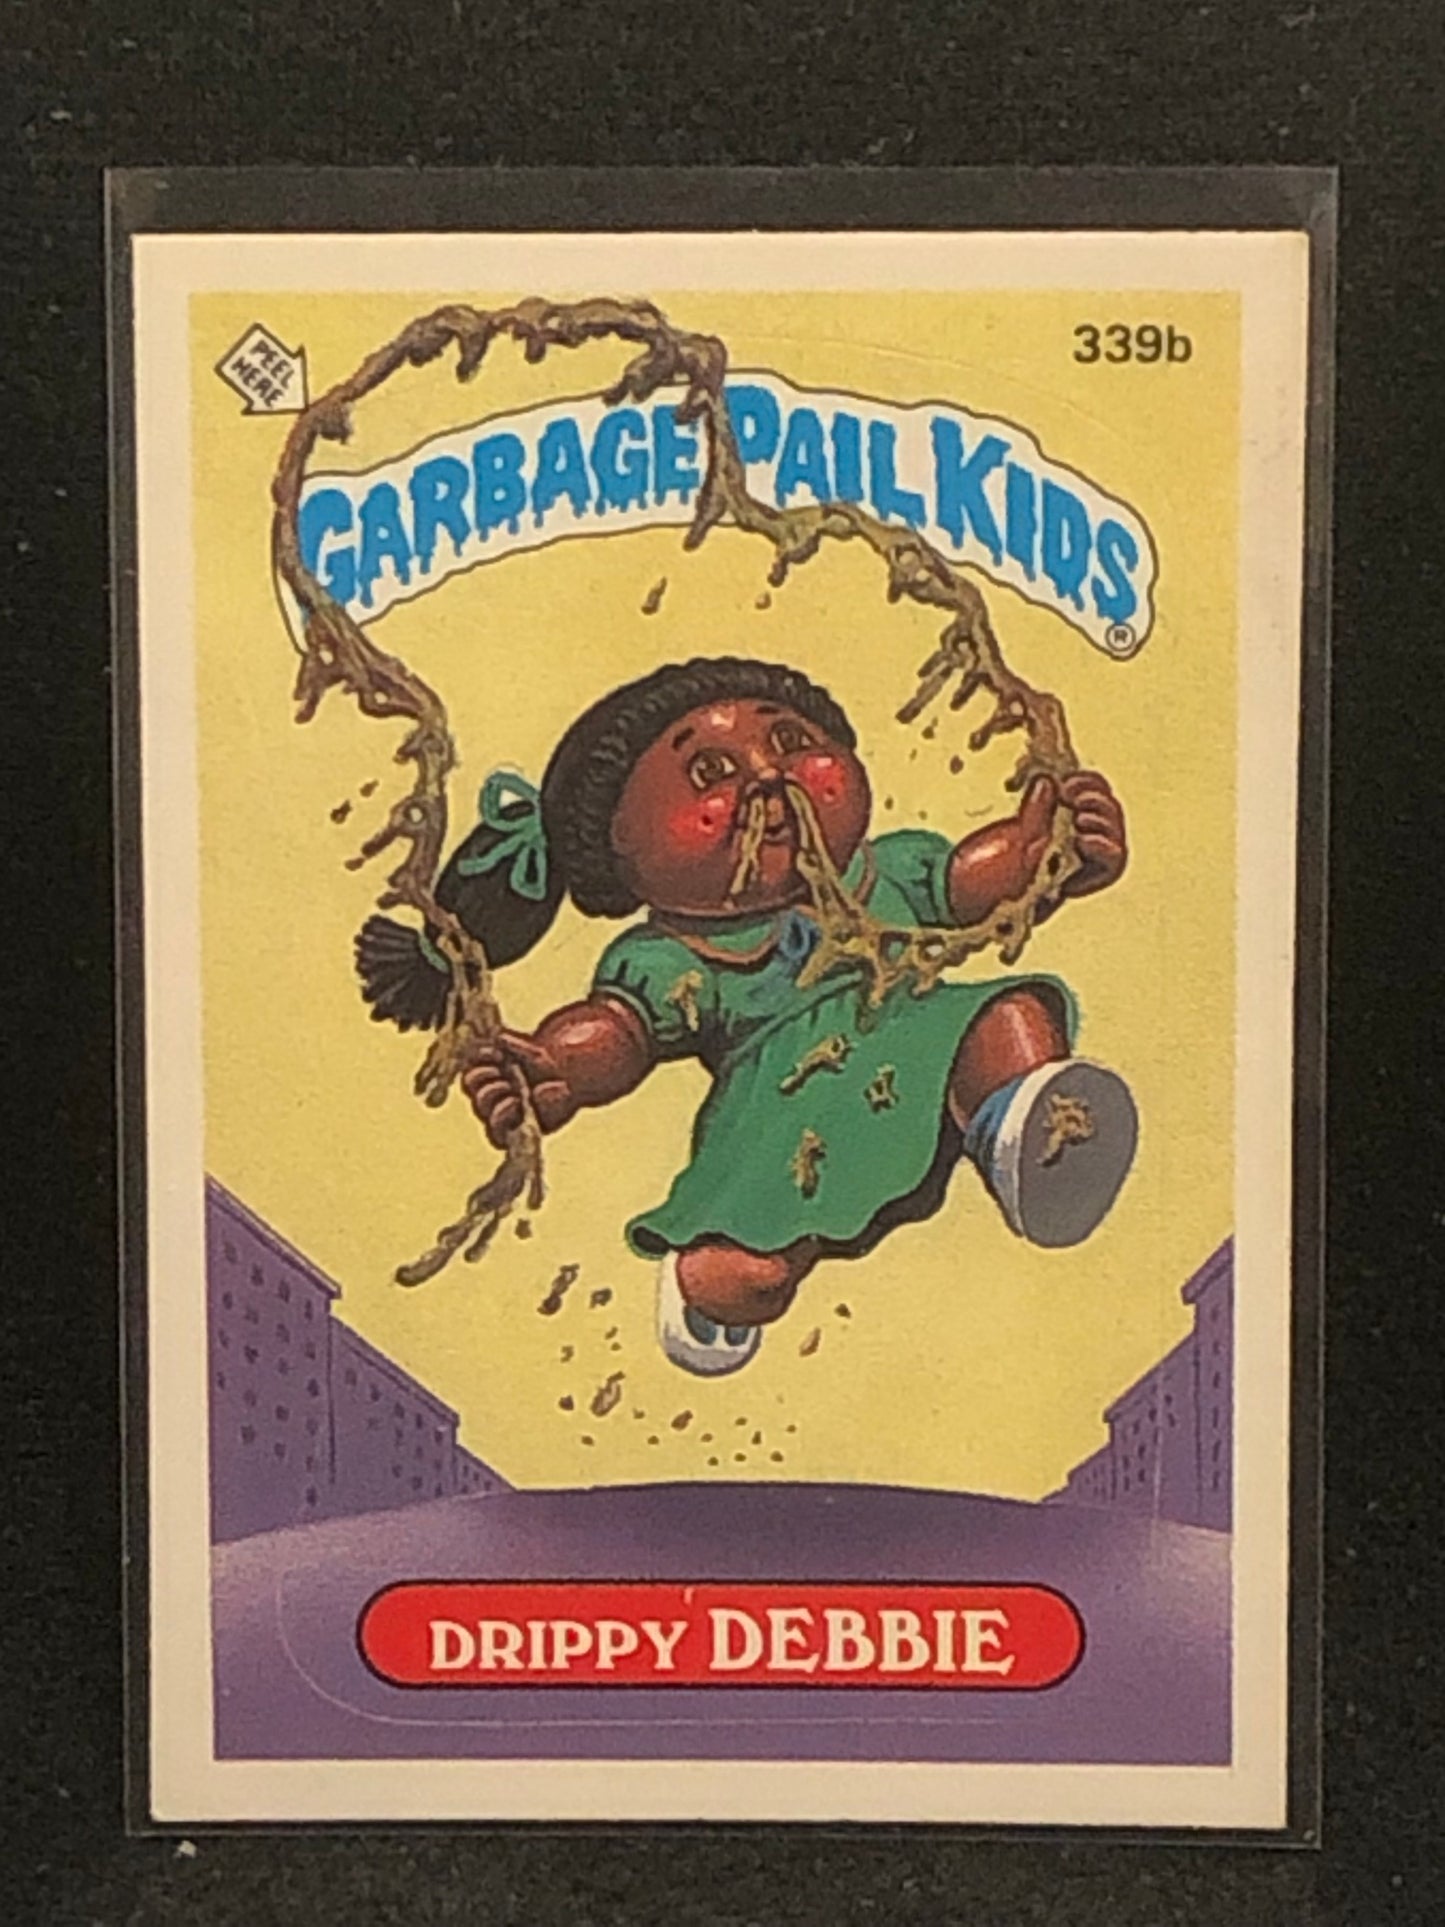 PEEL
HERE
339b
GARBAGE PAIL KIDS
®
DRIPPY DEBBIE